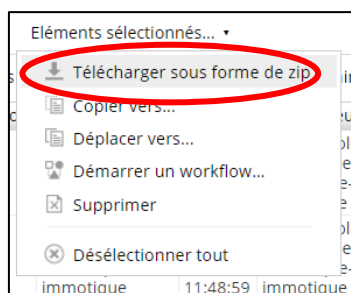 Eléments sélectionnés...
Télécharger sous forme de zip
Copier vers...
Déplacer vers...
Démarrer un workflow...
Supprimer
Désélectionner tout
immotique 11:48:59 immotique